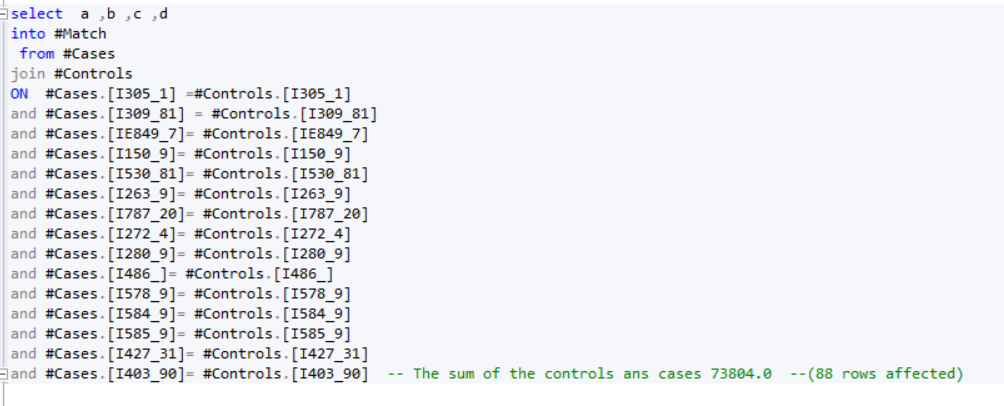 select  a ,b ,c ,d
into #Match
 from #Cases
join #Controls
ON  #Cases.[I305_1] =#Controls.[I305_1]
and #Cases.[I309_81] = #Controls.[I309_81]
and #Cases.[IE849_7]= #Controls.[IE849_7]
and #Cases.[I150_9]= #Controls.[I150_9]
and #Cases.[I530_81]= #Controls.[I530_81]
and #Cases.[I263_9]= #Controls.[I263_9]
and #Cases.[I787_20]= #Controls.[I787_20]
and #Cases.[I272_4]= #Controls.[I272_4]
and #Cases.[I280_9]= #Controls.[I280_9]
and #Cases.[I486_]= #Controls.[I486_]
and #Cases.[I578_9]= #Controls.[I578_9]
and #Cases.[I584_9]= #Controls.[I584_9]
and #Cases.[I585_9]= #Controls.[I585_9]
and #Cases.[I427_31]= #Controls.[I427_31]
and #Cases.[I403_90]= #Controls.[I403_90]  -- The sum of the controls ans cases 73804.0  --(88 rows affected)